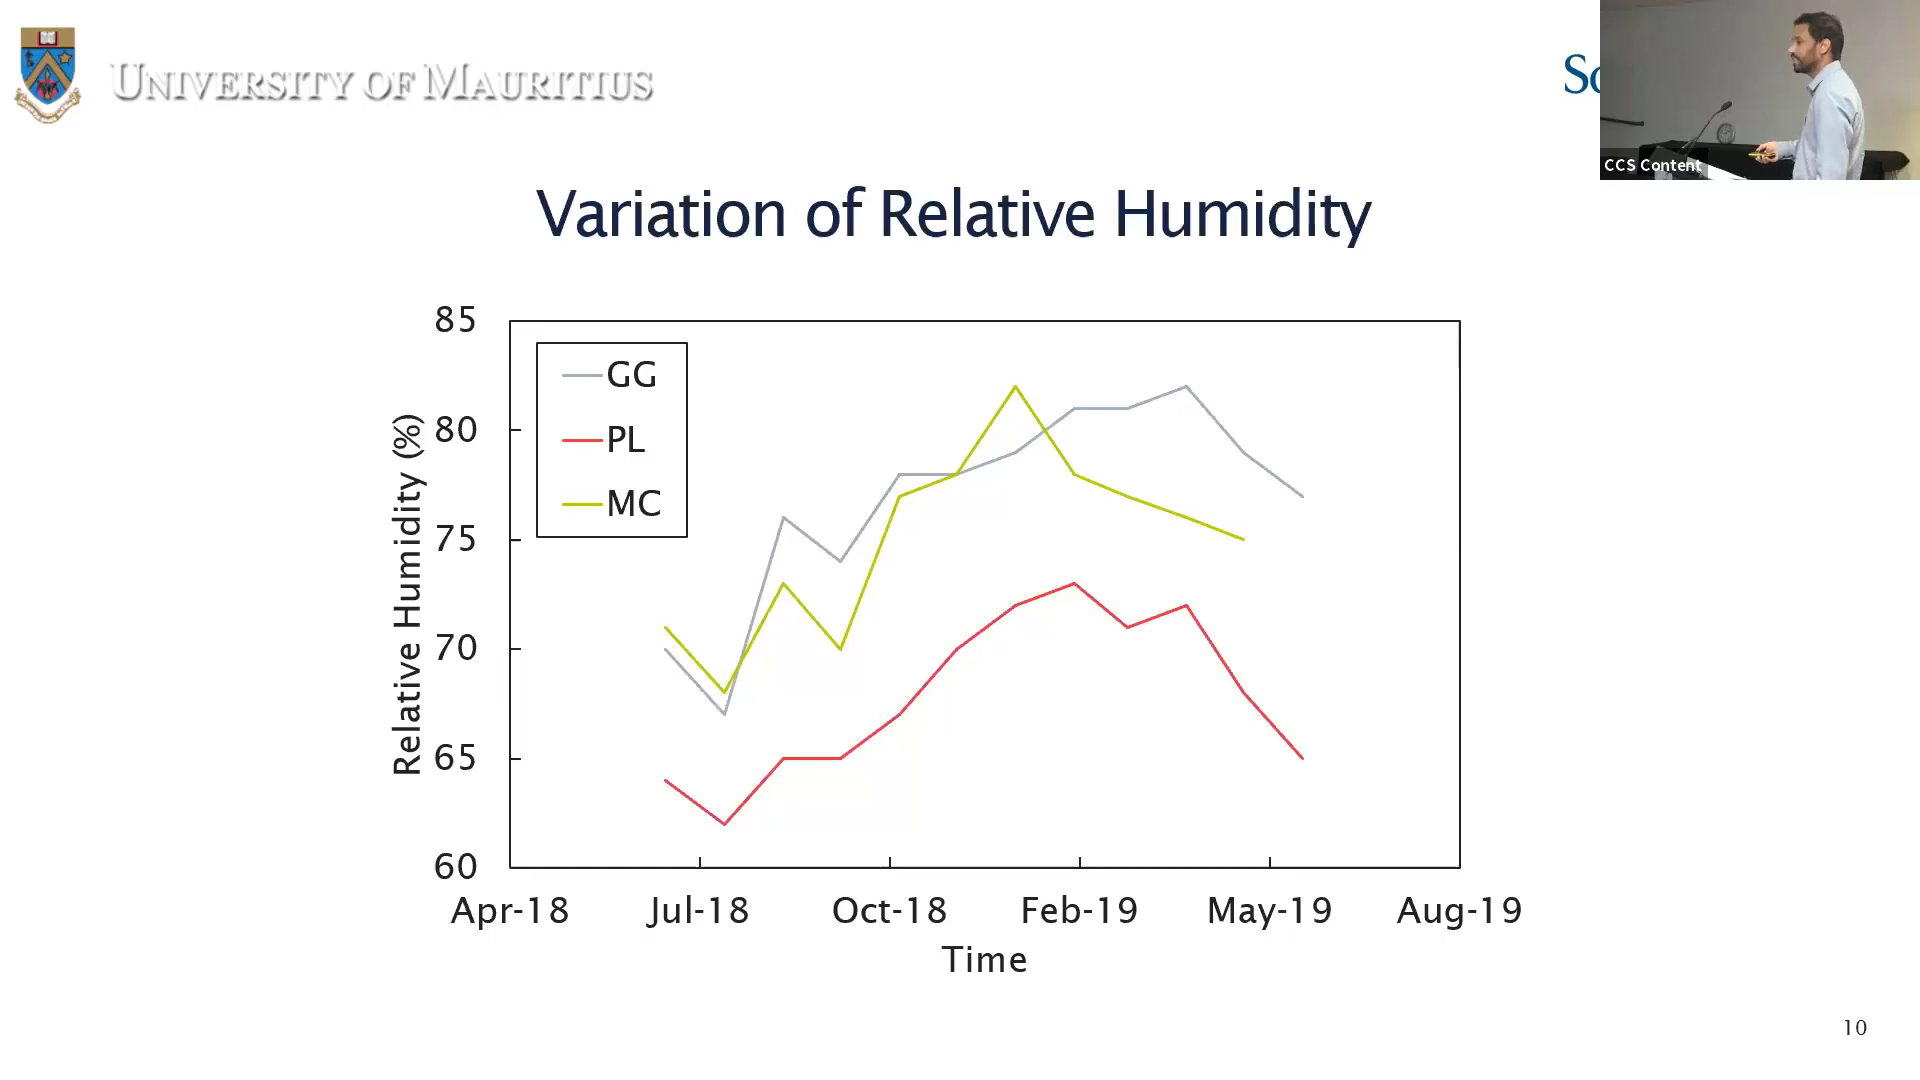 UNIVERSITY OF MAURITIUS
CCS Content
Variation of Relative Humidity
85
80
75
70
65
60
Relative Humidity (%)
GG
PL
MC
Apr-18 Jul-18 Oct-18 Feb-19 May-19 Aug-19
Time
10